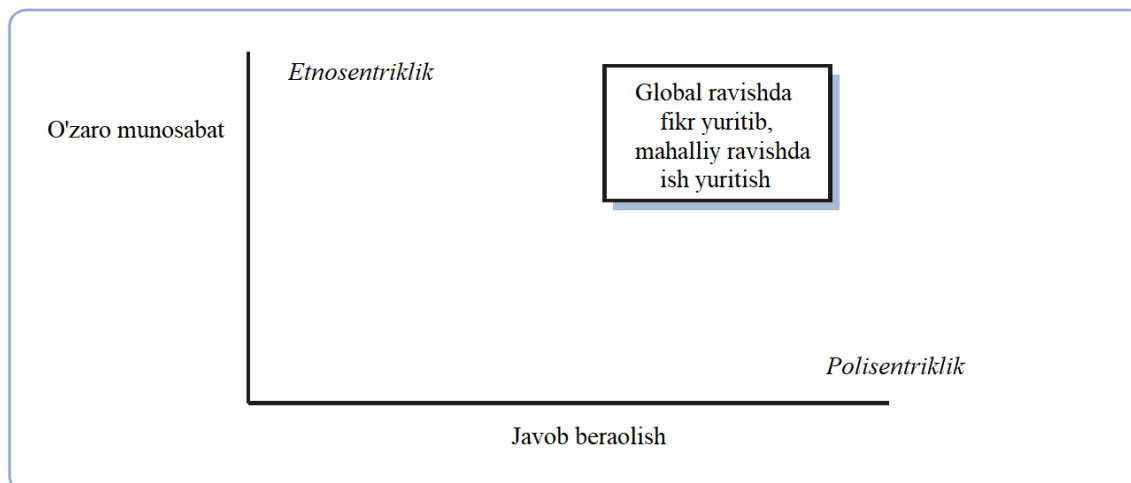 Etnosentriklik
O'zaro munosabat
Global ravishda
fikr yuritib,
mahalliy ravishda
ish yuritish
Polisentriklik
Javob beraolish